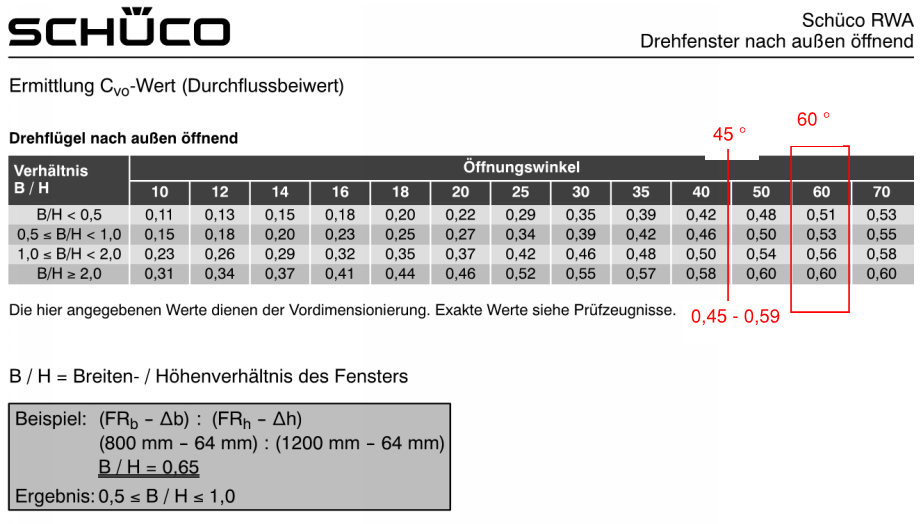 SCHÜCO
Schüco RWA
Drehfenster nach außen öffnend
Ermittlung Cvo-Wert (Durchflussbeiwert)
Drehflügel nach außen öffnend
45 °
60 °
Verhältnis B / H
Öffnungswinkel
10 12 14 16 18 20 25 30 35 40 50 60 70
B/H < 0,5 0,11 0,13 0,15 0,18 0,20 0,22 0,29 0,35 0,39 0,42 0,48 0,51 0,53
0,5 ≤ B/H < 1,0 0,15 0,18 0,20 0,23 0,25 0,27 0,34 0,39 0,42 0,46 0,50 0,53 0,55
1,0 ≤ B/H < 2,0 0,23 0,26 0,29 0,32 0,35 0,37 0,42 0,46 0,48 0,50 0,54 0,56 0,58
B/H ≥ 2,0 0,31 0,34 0,37 0,41 0,44 0,46 0,52 0,55 0,57 0,58 0,60 0,60 0,60
Die hier angegebenen Werte dienen der Vordimensionierung. Exakte Werte siehe Prüfzeugnisse.
0,45 - 0,59
B / H = Breiten- / Höhenverhältnis des Fensters
Beispiel: (FRb – Δb) : (FRh – Δh)
(800 mm – 64 mm) : (1200 mm – 64 mm)
B / H = 0,65
Ergebnis: 0,5 ≤ B / H ≤ 1,0